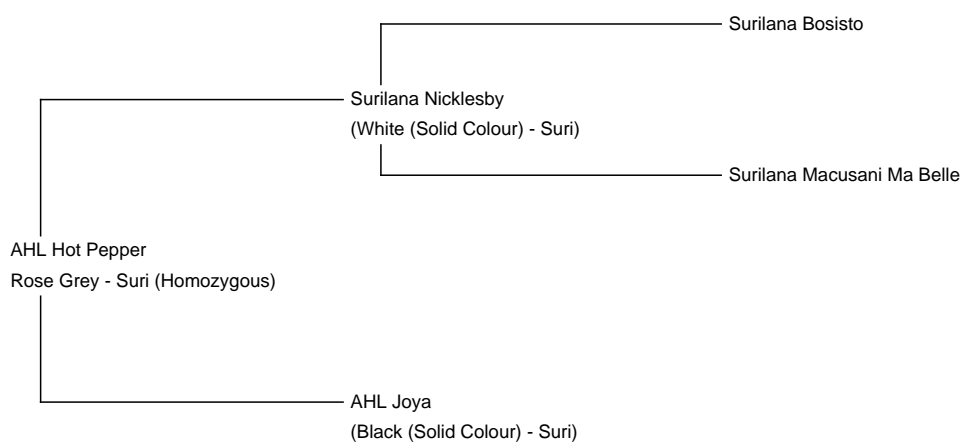 Surilana Bosisto
Surilana Nicklesby
(White (Solid Colour) - Suri)
Surilana Macusani Ma Belle
AHL Hot Pepper
Rose Grey - Suri (Homozygous)
AHL Joya
(Black (Solid Colour) - Suri)